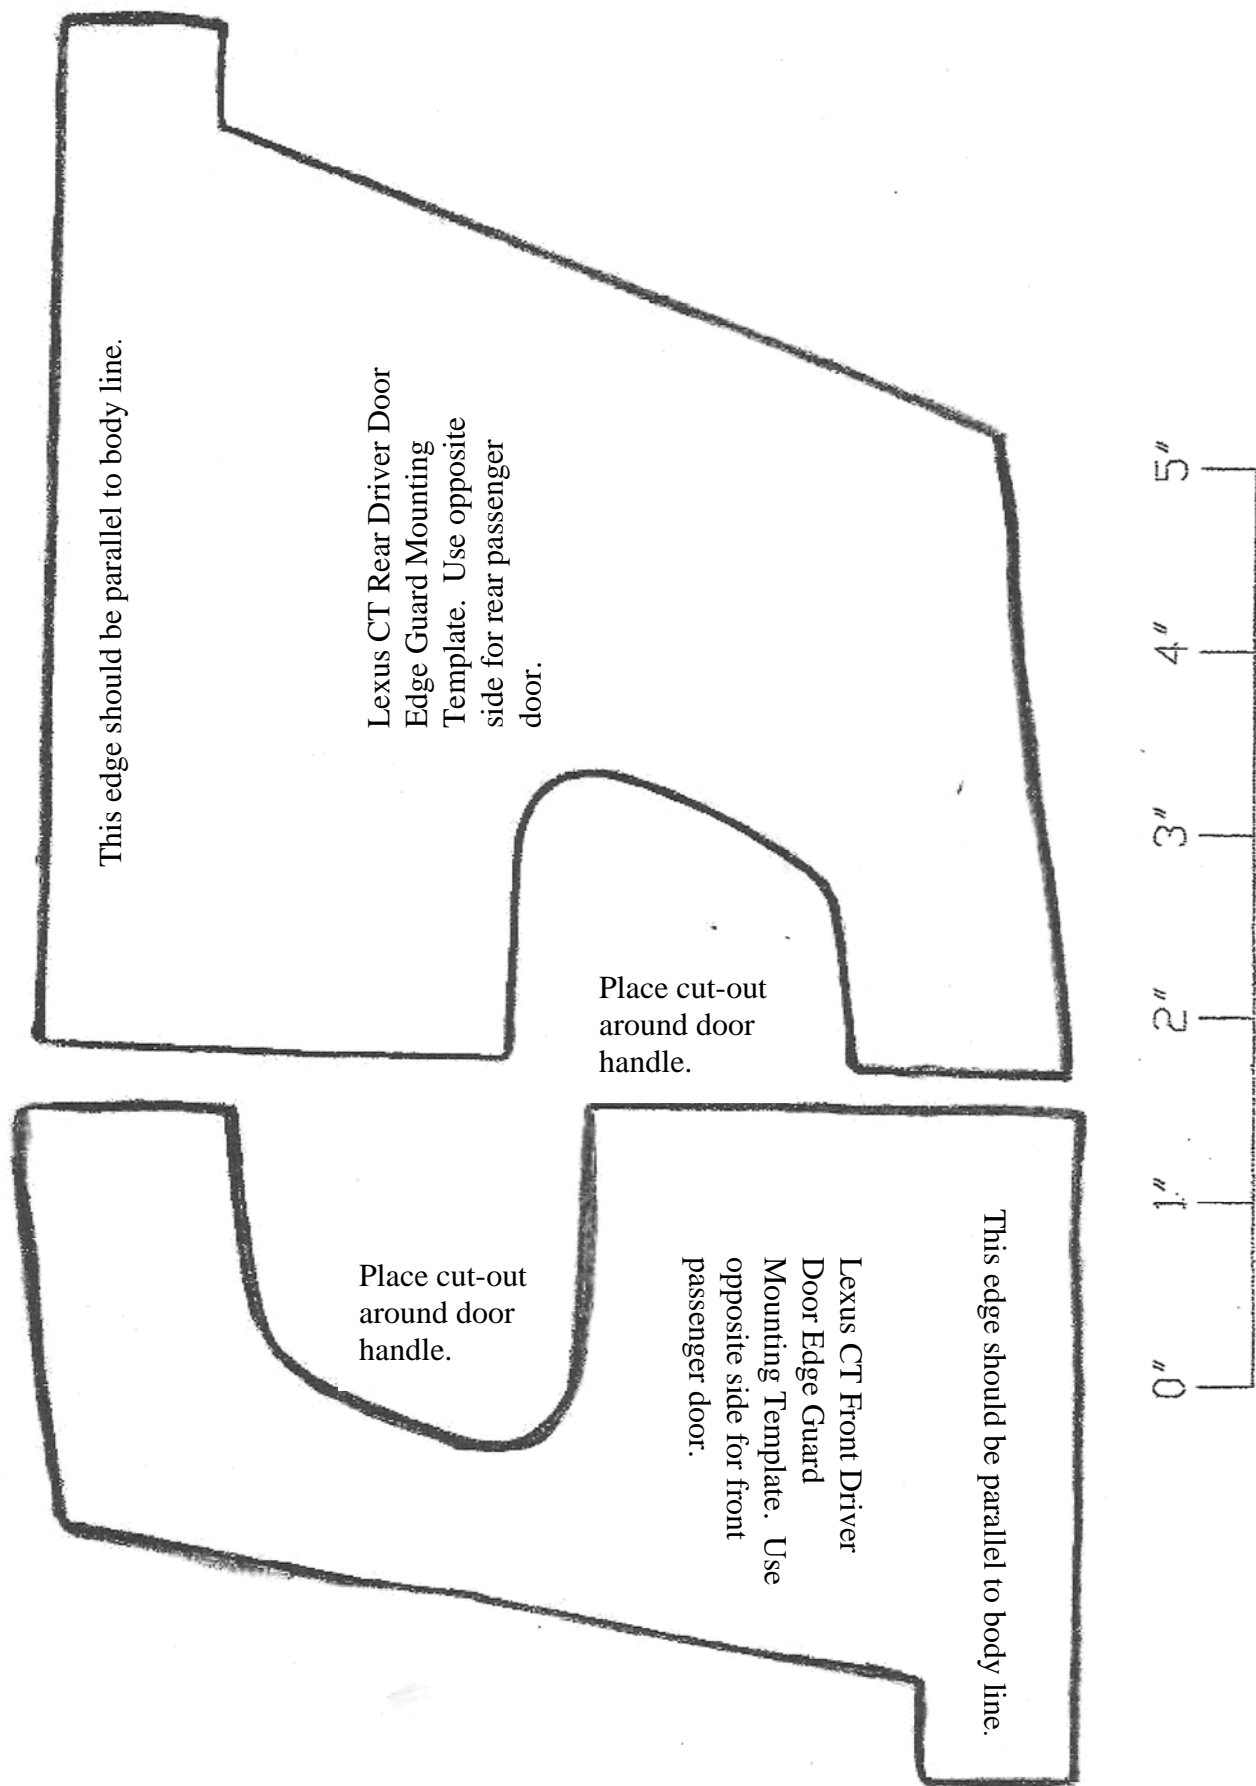 This edge should be parallel to body line.
Lexus CT Rear Driver Door
Edge Guard Mounting
Template.  Use opposite
side for rear passenger
door.
Place cut-out
around door
handle.
Place cut-out
around door
handle.
Lexus CT Front Driver
Door Edge Guard
Mounting Template.  Use
opposite side for front
passenger door.
This edge should be parallel to body line.
0"
1"
2"
3"
4"
5"